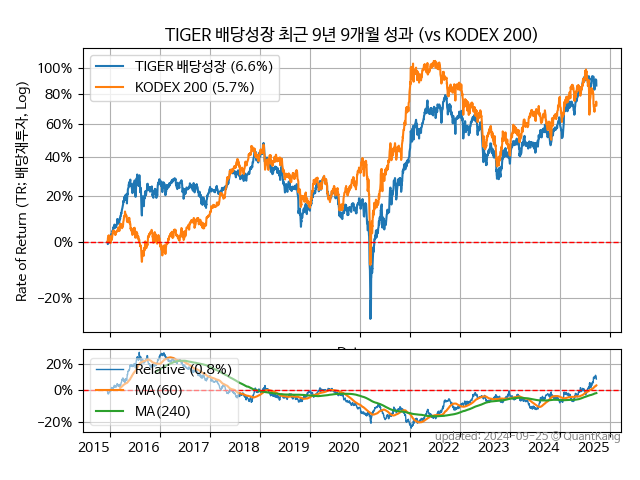 TIGER 배당성장 최근 9년 9개월 성과 (vs KODEX 200)
Rate of Return (TR: 배당재투자, Log)
100%
80%
60%
40%
20%
0%
−20%
TIGER 배당성장 (6.6%)
KODEX 200 (5.7%)
20%
0%
−20%
Relative (0.8%)
MA(60)
MA(240)
2015 2016 2017 2018 2019 2020 2021 2022 2023 2024 2025
updated: 2024-09-25 © QuantKang